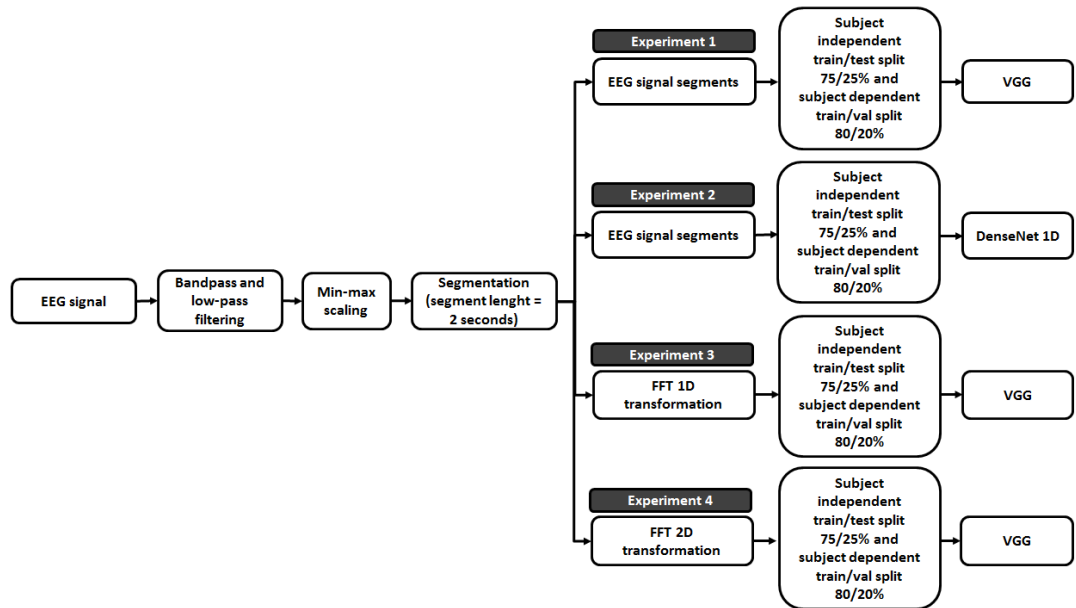 EEG signal
Bandpass and
low-pass
filtering
Min-max
scaling
Segmentation
(segment lenght =
2 seconds)
Experiment 1
EEG signal segments
Subject
independent
train/test split
75/25% and
subject dependent
train/val split
80/20%
VGG
Experiment 2
EEG signal segments
Subject
independent
train/test split
75/25% and
subject dependent
train/val split
80/20%
DenseNet 1D
Experiment 3
FFT 1D
transformation
Subject
independent
train/test split
75/25% and
subject dependent
train/val split
80/20%
VGG
Experiment 4
FFT 2D
transformation
Subject
independent
train/test split
75/25% and
subject dependent
train/val split
80/20%
VGG